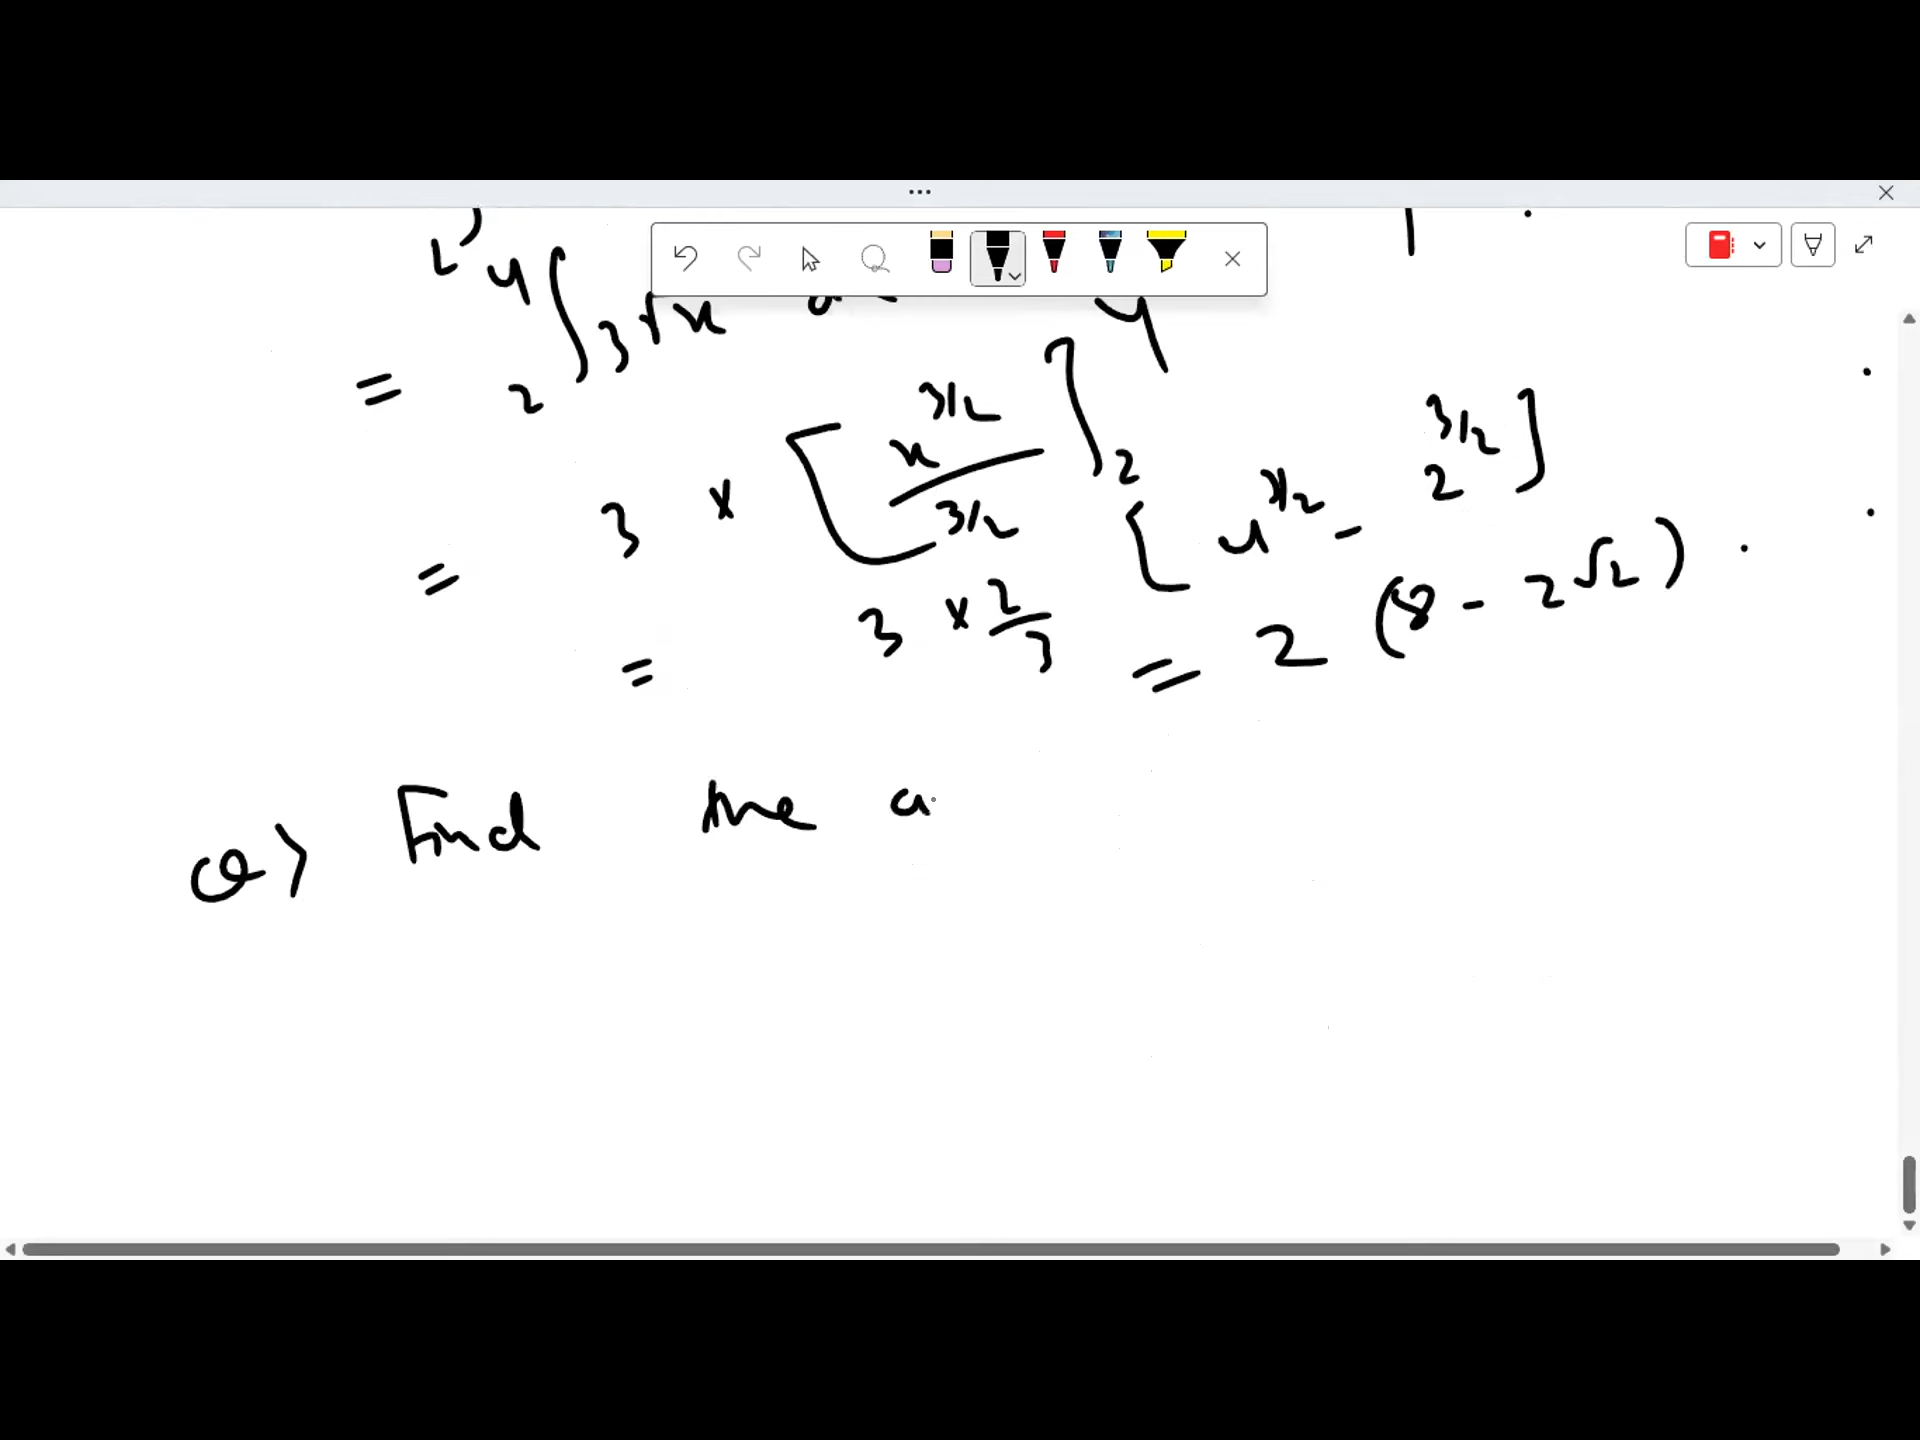 = ₂∫⁴ 3√x
= 3 × [x^3/2 / 3/2]₂⁴
= 3 × 2/3 [4^3/2 - 2^3/2]
= 2 (8 - 2√2).
Q) Find the a